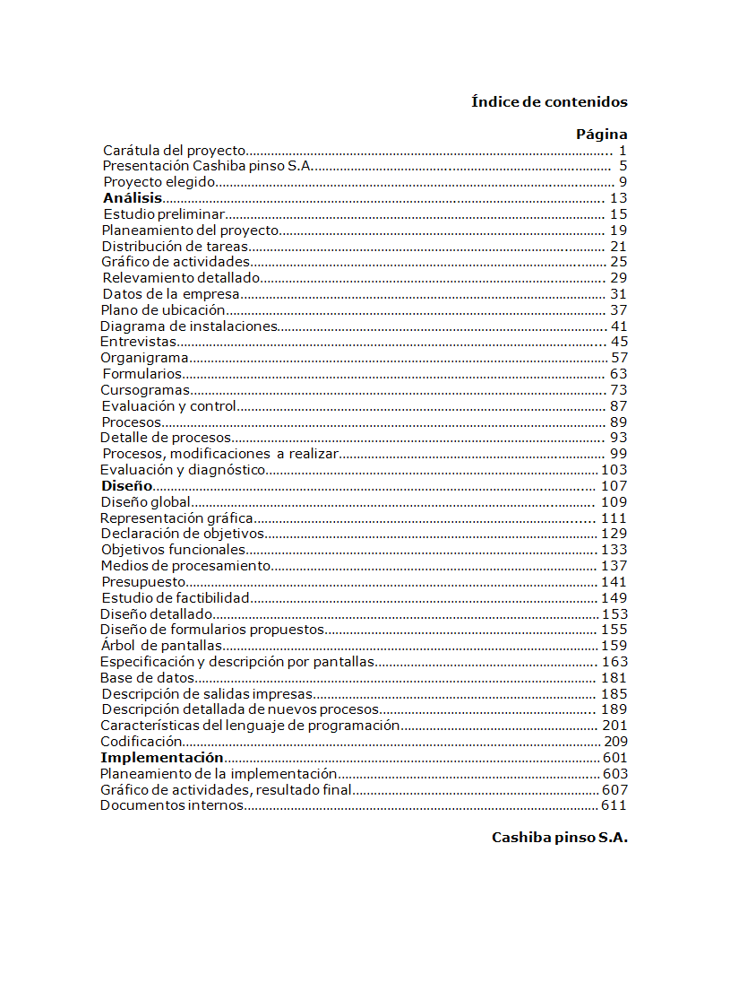 Índice de contenidos
Página
Carátula del proyecto.......................................................................................... 1
Presentación Cashiba pinso S.A........................................................................... 5
Proyecto elegido................................................................................................. 9
Análisis............................................................................................................ 13
Estudio preliminar............................................................................................. 15
Planeamiento del proyecto................................................................................ 19
Distribución de tareas........................................................................................ 21
Gráfico de actividades....................................................................................... 25
Relevamiento detallado..................................................................................... 29
Datos de la empresa.......................................................................................... 31
Plano de ubicación............................................................................................. 37
Diagrama de instalaciones................................................................................. 41
Entrevistas......................................................................................................... 45
Organigrama...................................................................................................... 57
Formularios........................................................................................................ 63
Cursogramas...................................................................................................... 73
Evaluación y control........................................................................................... 87
Procesos............................................................................................................. 89
Detalle de procesos............................................................................................ 93
Procesos, modificaciones a realizar.................................................................... 99
Evaluación y diagnóstico.................................................................................... 103
Diseño................................................................................................................ 107
Diseño global...................................................................................................... 109
Representación gráfica....................................................................................... 111
Declaración de objetivos..................................................................................... 129
Objetivos funcionales.......................................................................................... 133
Medios de procesamiento................................................................................... 137
Presupuesto........................................................................................................ 141
Estudio de factibilidad......................................................................................... 149
Diseño detallado................................................................................................. 153
Diseño de formularios propuestos....................................................................... 155
Árbol de pantallas............................................................................................... 159
Especificación y descripción por pantallas........................................................... 163
Base de datos..................................................................................................... 181
Descripción de salidas impresas.......................................................................... 185
Descripción detallada de nuevos procesos.......................................................... 189
Características del lenguaje de programación..................................................... 201
Codificación........................................................................................................ 209
Implementación.................................................................................................. 601
Planeamiento de la implementación.................................................................... 603
Gráfico de actividades, resultado final................................................................. 607
Documentos internos.......................................................................................... 611
Cashiba pinso S.A.